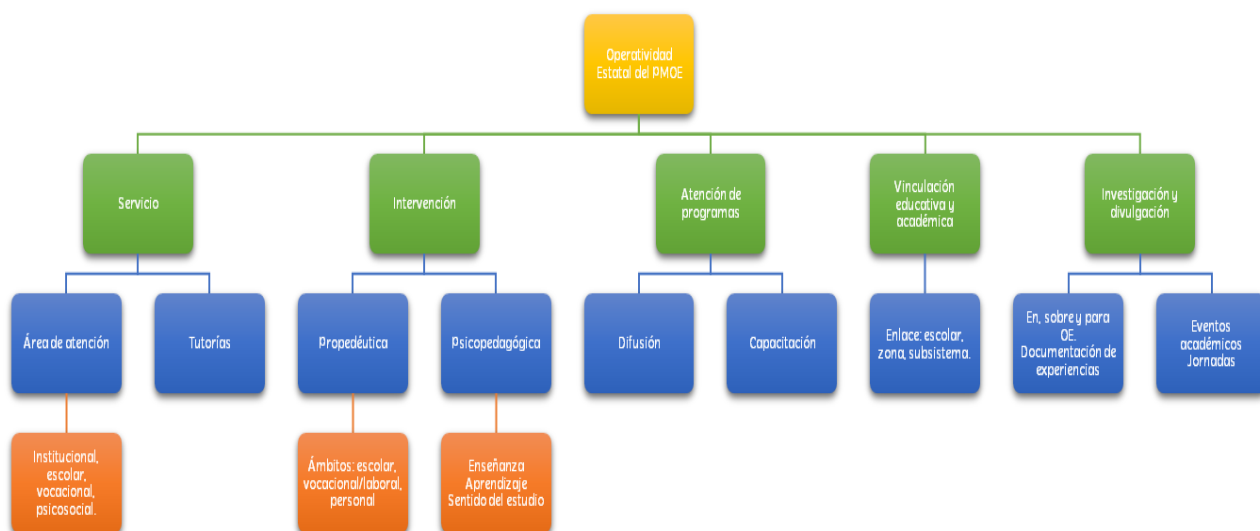 Operatividad
Estatal del PMOE
Servicio
Intervención
Atención de
programas
Vinculación
educativa y
académica
Investigación y
divulgación
Área de atención
Tutorías
Propedéutica
Psicopedagógica
Difusión
Capacitación
Enlace: escolar,
zona, subsistema.
En, sobre y para
OE.
Documentación de
experiencias
Eventos
académicos
Jornadas
Institucional,
escolar,
vocacional,
psicosocial.
Ámbitos: escolar,
vocacional/laboral,
personal
Enseñanza
Aprendizaje
Sentido del estudio